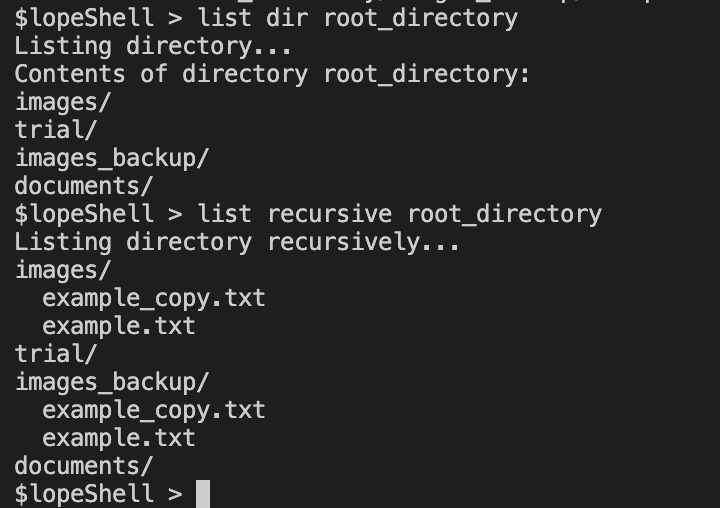 $lopeShell > list dir root_directory
Listing directory...
Contents of directory root_directory:
images/
trial/
images_backup/
documents/
$lopeShell > list recursive root_directory
Listing directory recursively...
images/
  example_copy.txt
  example.txt
trial/
images_backup/
  example_copy.txt
  example.txt
documents/
$lopeShell >